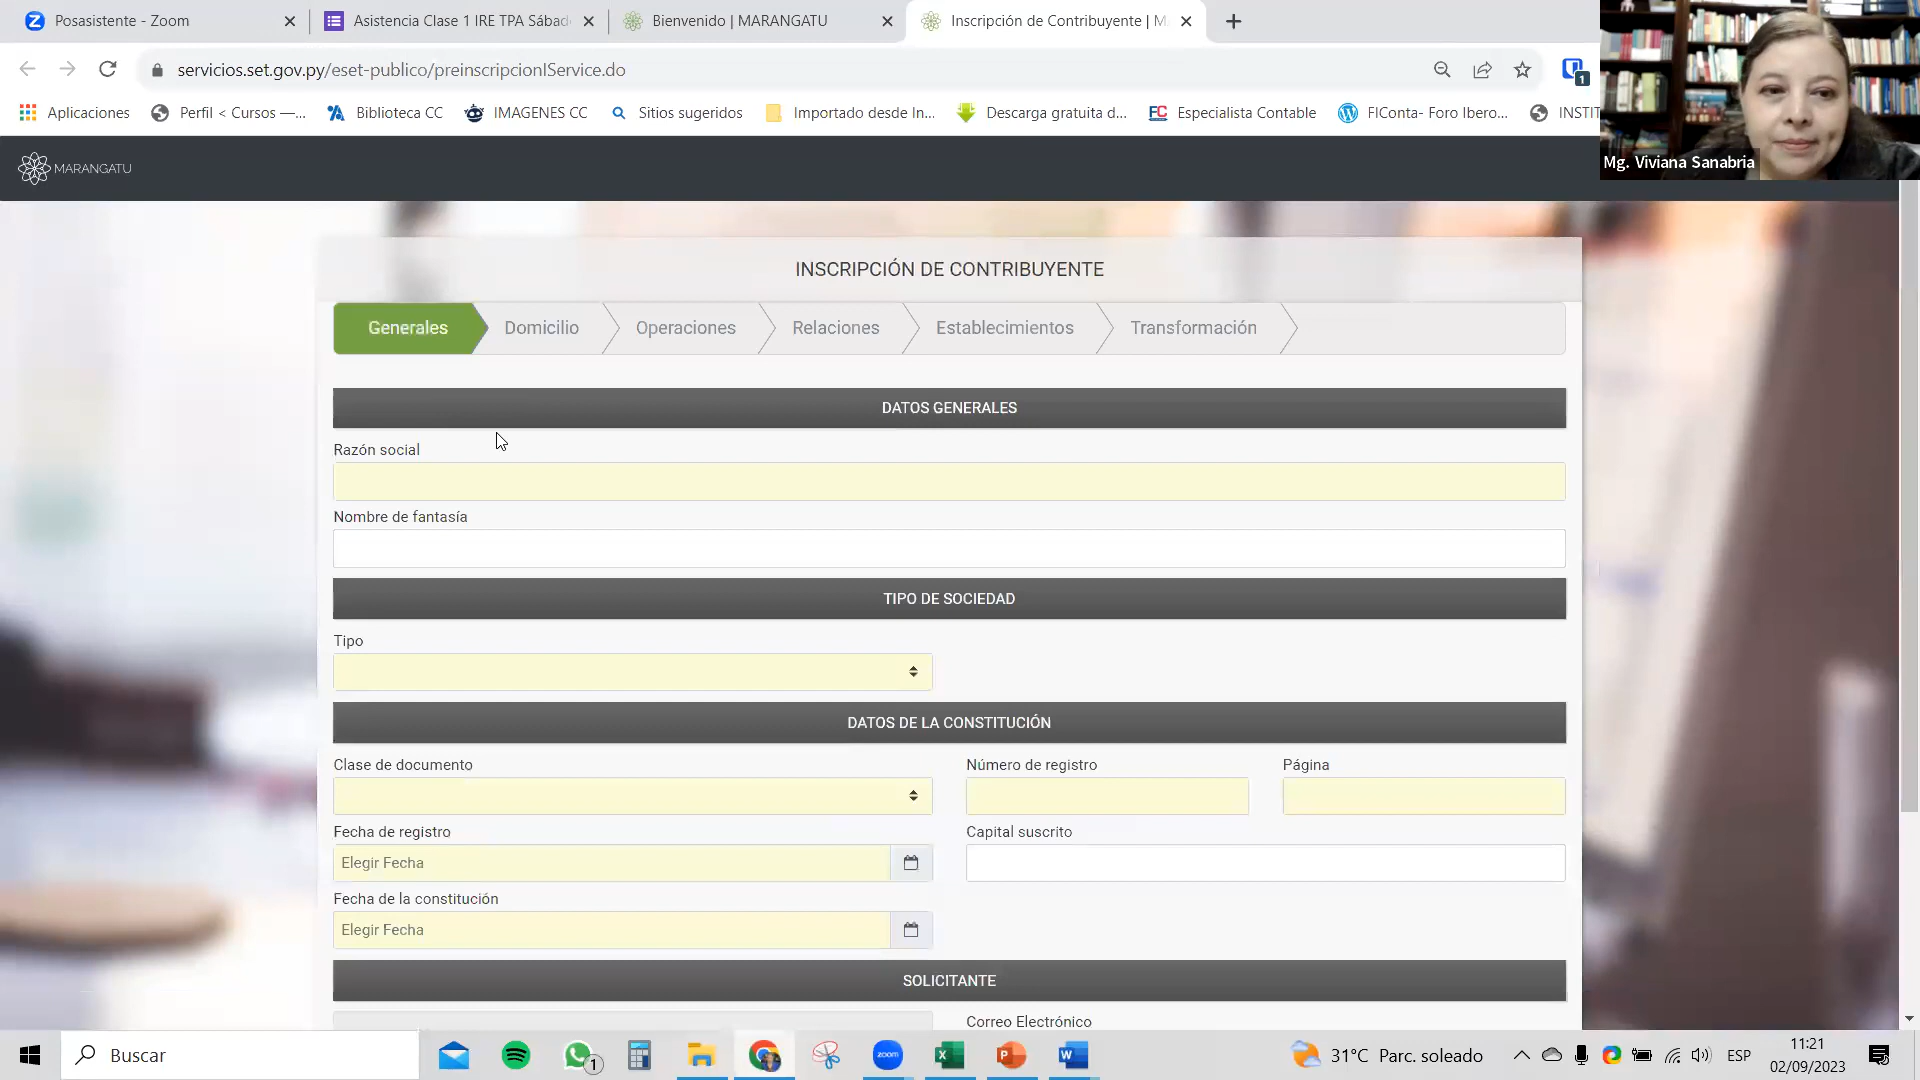 Posasistente - Zoom
Asistencia Clase 1 IRE TPA Sábad
Bienvenido | MARANGATU
Inscripción de Contribuyente | M
servicios.set.gov.py/eset-publico/preinscripcionIService.do
1
Aplicaciones
Perfil < Cursos —...
Biblioteca CC
IMAGENES CC
Sitios sugeridos
Importado desde In...
Descarga gratuita d...
Especialista Contable
FIConta- Foro Ibero...
INSTIT
Mg. Viviana Sanabria
MARANGATU
INSCRIPCIÓN DE CONTRIBUYENTE
Generales
Domicilio
Operaciones
Relaciones
Establecimientos
Transformación
DATOS GENERALES
Razón social
Nombre de fantasía
TIPO DE SOCIEDAD
Tipo
DATOS DE LA CONSTITUCIÓN
Clase de documento
Número de registro
Página
Fecha de registro
Capital suscrito
Elegir Fecha
Fecha de la constitución
Elegir Fecha
SOLICITANTE
Correo Electrónico
Buscar
1
zoom
31°C Parc. soleado
ESP
11:21
02/09/2023